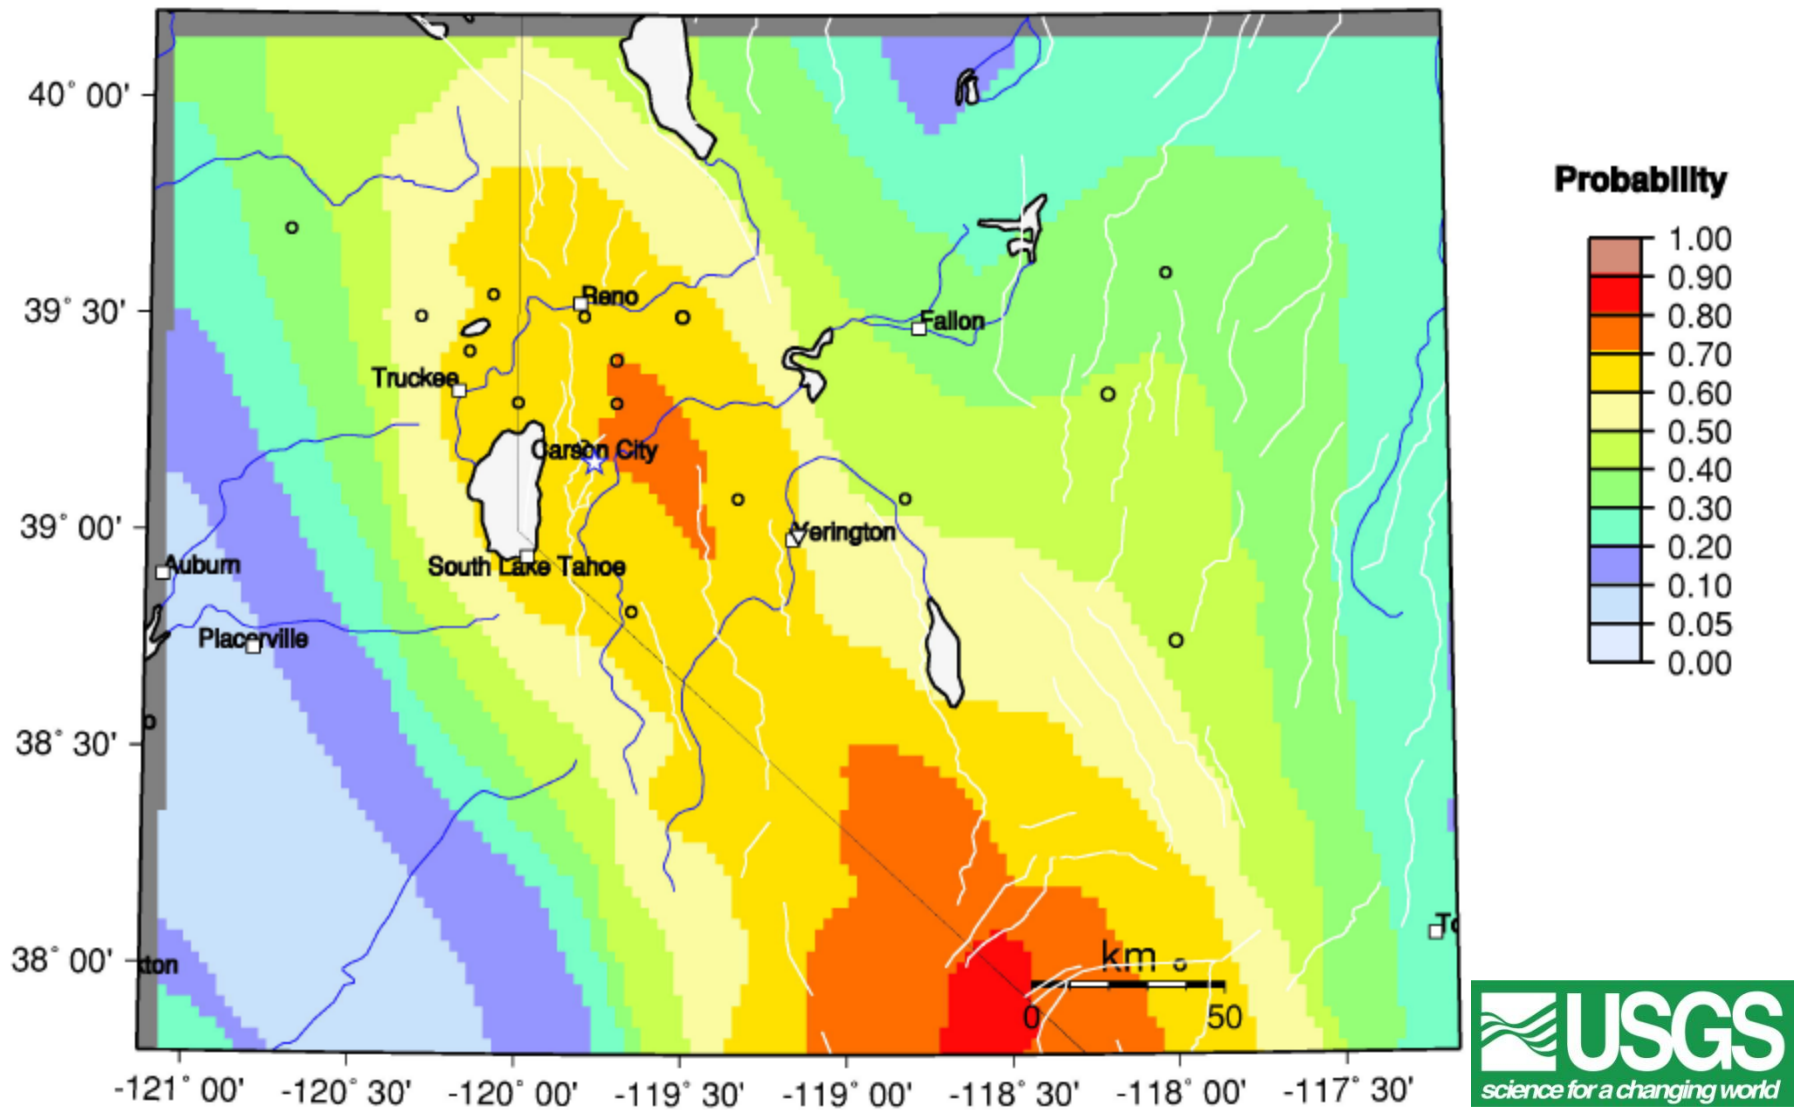 40° 00'
39° 30'
39° 00'
38° 30'
38° 00'
-121° 00'
-120° 30'
-120° 00'
-119° 30'
-119° 00'
-118° 30'
-118° 00'
-117° 30'
Reno
Fallon
Truckee
Carson City
Yerington
South Lake Tahoe
Auburn
Placerville
kton
To
km
0
50
Probability
1.00
0.90
0.80
0.70
0.60
0.50
0.40
0.30
0.20
0.10
0.05
0.00
USGS
science for a changing world